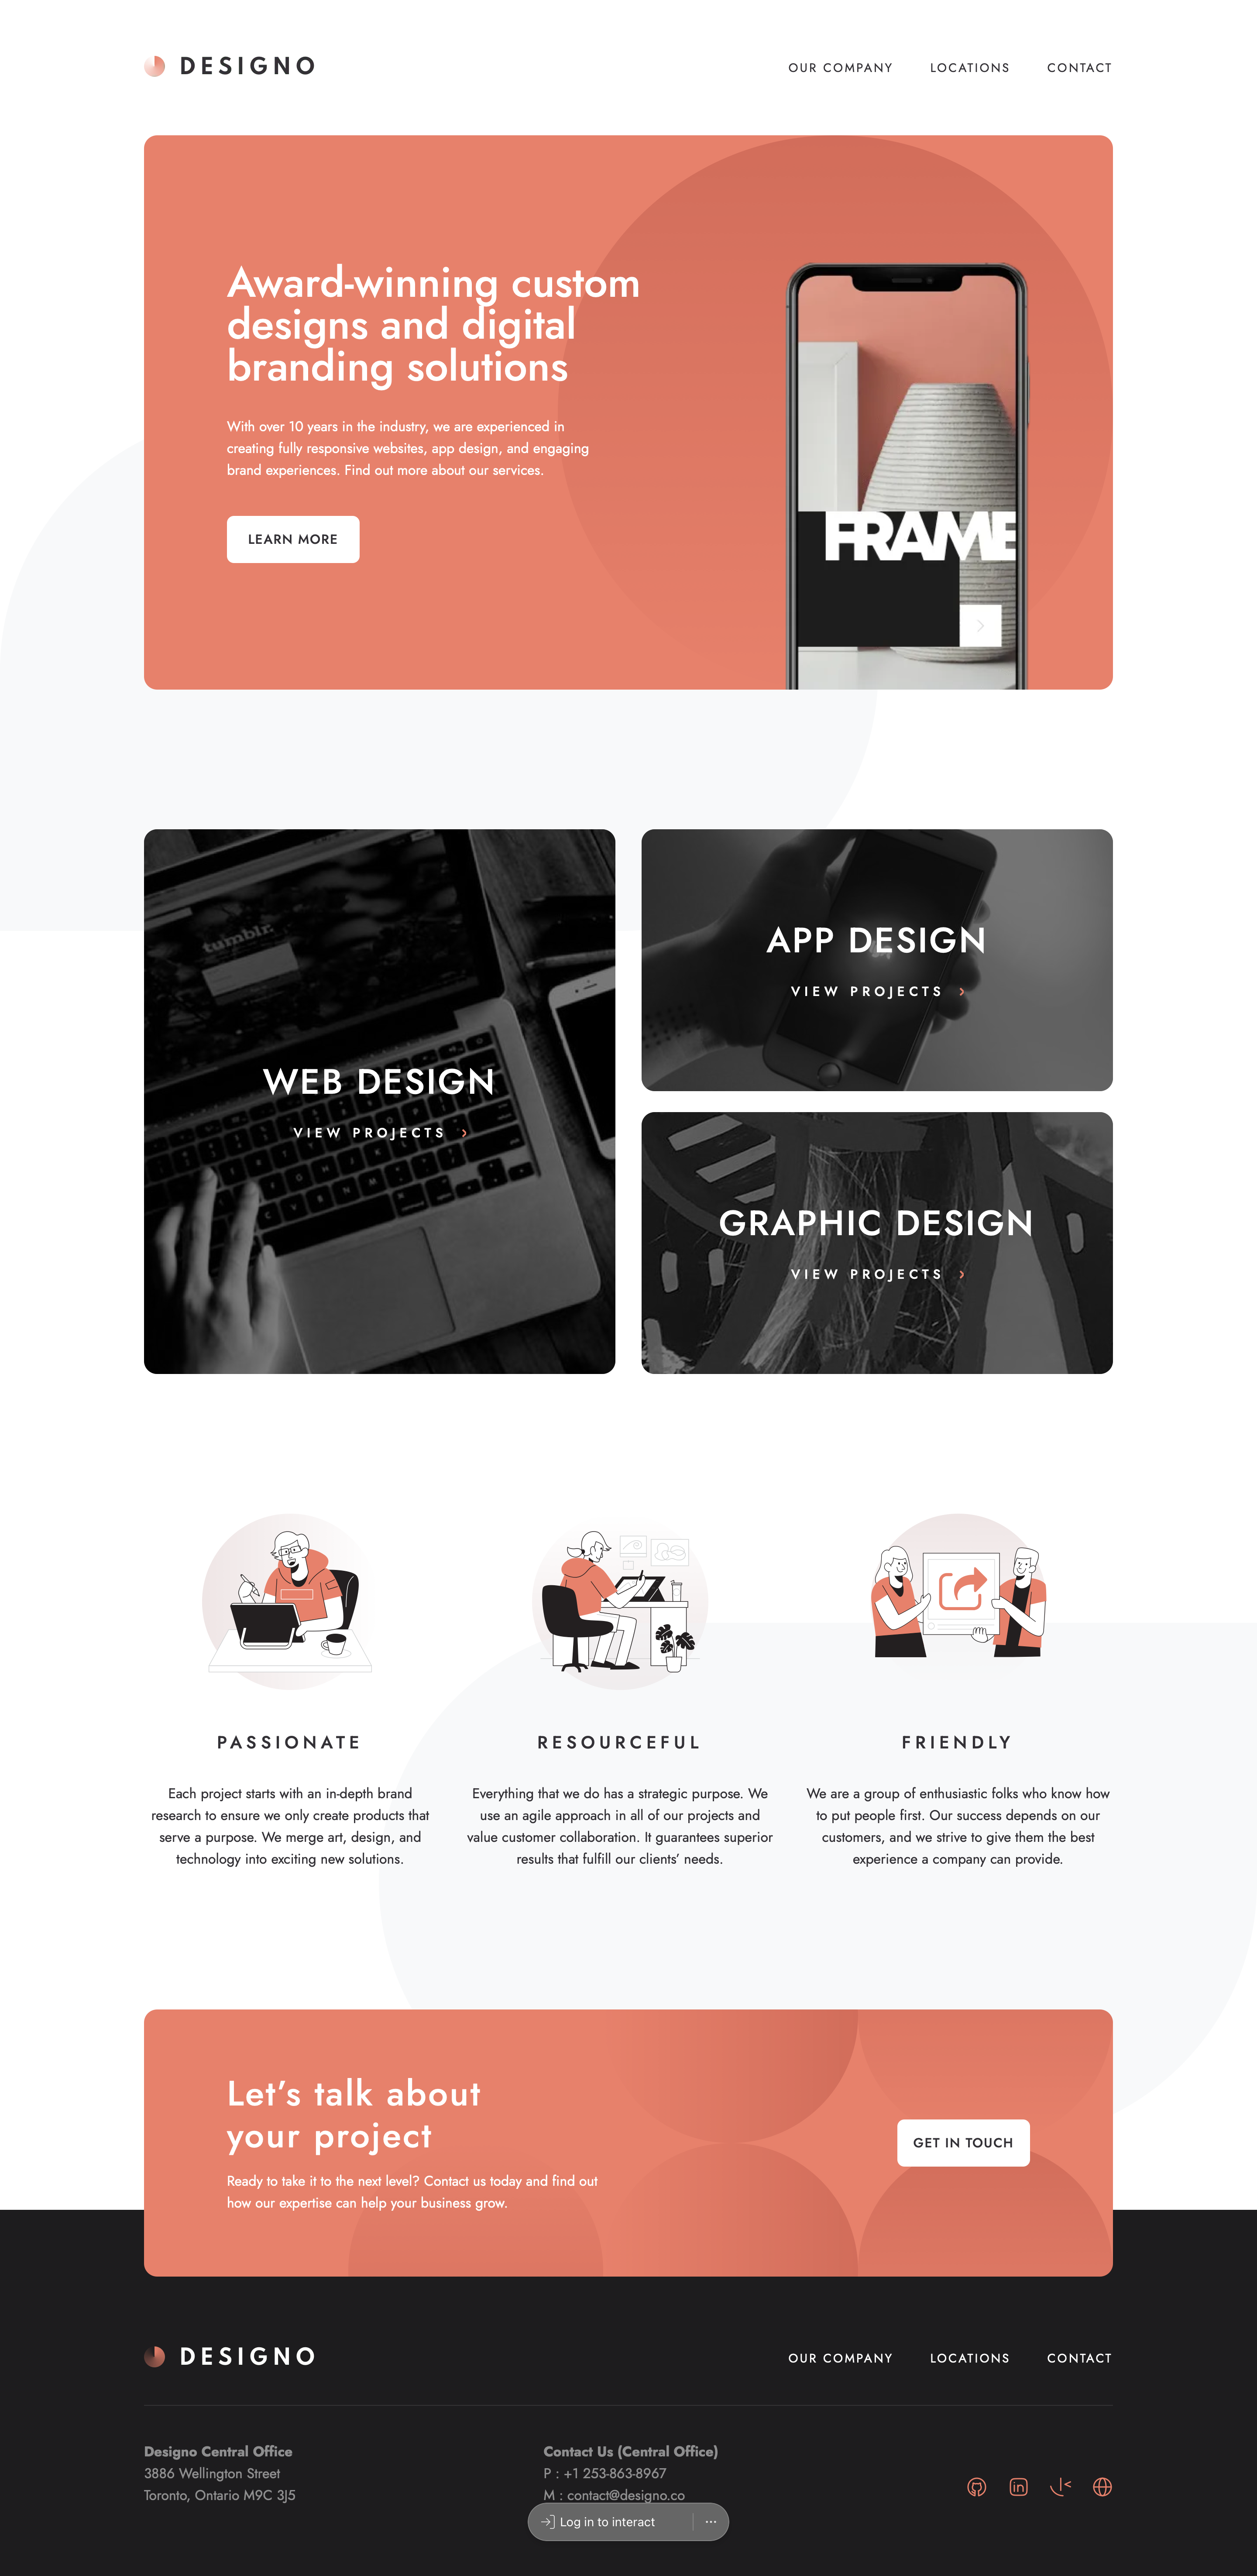 DESIGNO
OUR COMPANY
LOCATIONS
CONTACT
Award-winning custom
designs and digital
branding solutions
With over 10 years in the industry, we are experienced in
creating fully responsive websites, app design, and engaging
brand experiences. Find out more about our services.
LEARN MORE
FRAME
tumblr.
WEB DESIGN
VIEW PROJECTS
APP DESIGN
VIEW PROJECTS
GRAPHIC DESIGN
VIEW PROJECTS
PASSIONATE
Each project starts with an in-depth brand
research to ensure we only create products that
serve a purpose. We merge art, design, and
technology into exciting new solutions.
RESOURCEFUL
Everything that we do has a strategic purpose. We
use an agile approach in all of our projects and
value customer collaboration. It guarantees superior
results that fulfill our clients’ needs.
FRIENDLY
We are a group of enthusiastic folks who know how
to put people first. Our success depends on our
customers, and we strive to give them the best
experience a company can provide.
Let’s talk about
your project
Ready to take it to the next level? Contact us today and find out
how our expertise can help your business grow.
GET IN TOUCH
DESIGNO
OUR COMPANY
LOCATIONS
CONTACT
Designo Central Office
3886 Wellington Street
Toronto, Ontario M9C 3J5
Contact Us (Central Office)
P : +1 253-863-8967
M : contact@designo.co
in
Log in to interact